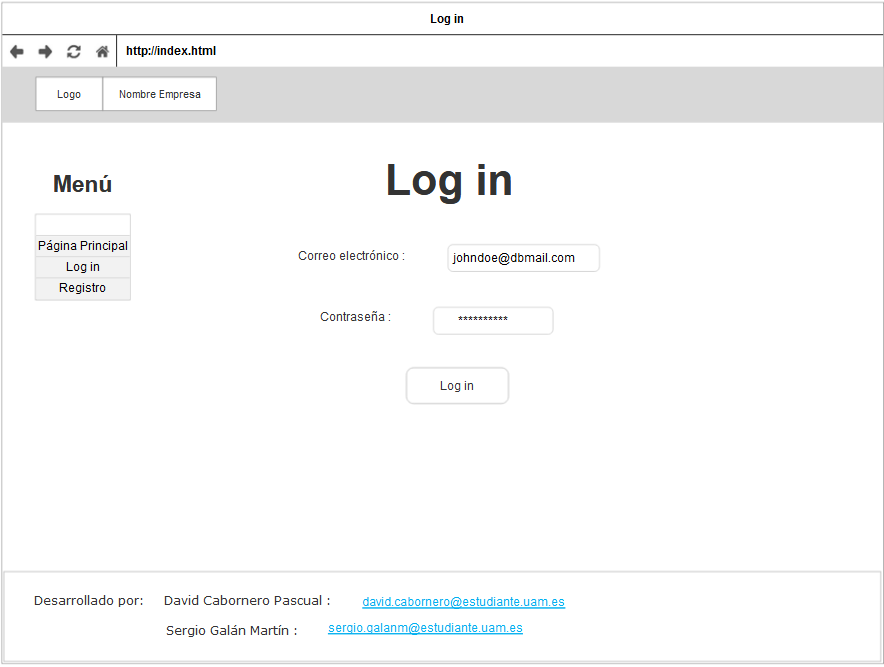 Log in
http://index.html
Logo Nombre Empresa
Menú
Log in
Página Principal
Log in
Registro
Correo electrónico : johndoe@dbmail.com
Contraseña : **********
Log in
Desarrollado por: David Cabornero Pascual : david.cabornero@estudiante.uam.es
Sergio Galán Martín : sergio.galanm@estudiante.uam.es